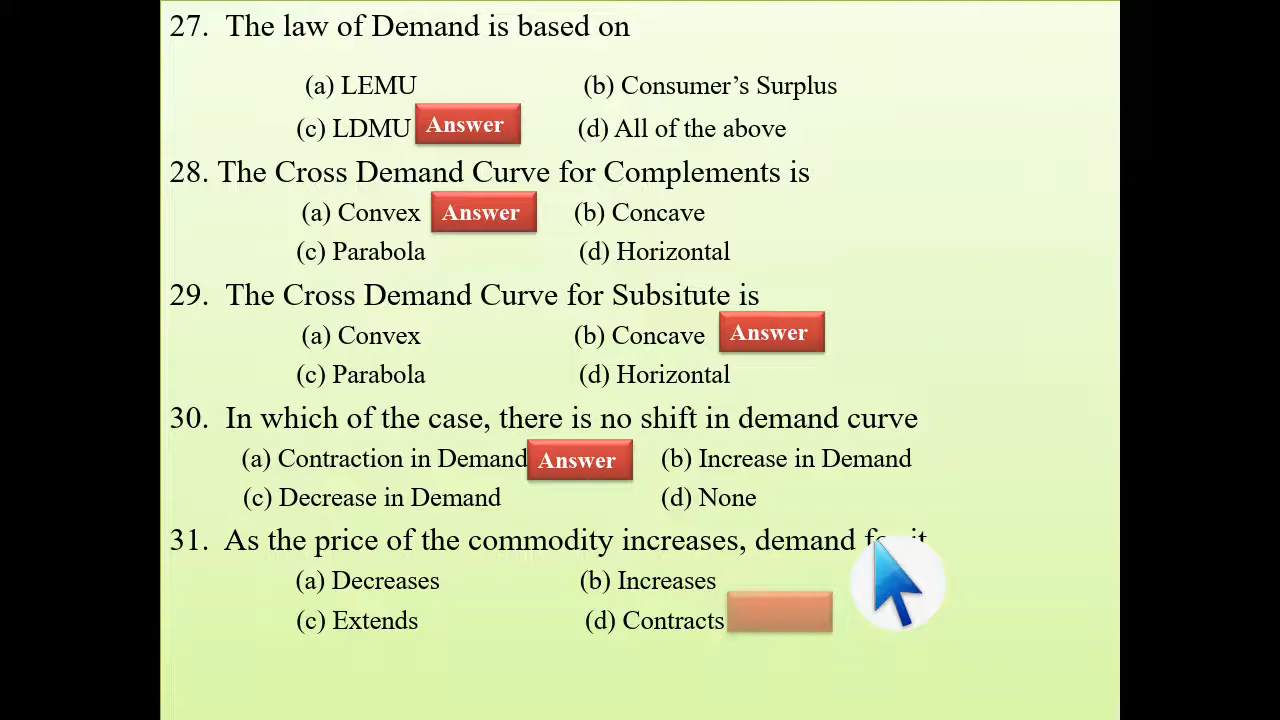 27. The law of Demand is based on
(a) LEMU (b) Consumer's Surplus
(c) LDMU Answer (d) All of the above
28. The Cross Demand Curve for Complements is
(a) Convex Answer (b) Concave
(c) Parabola (d) Horizontal
29. The Cross Demand Curve for Subsitute is
(a) Convex (b) Concave Answer
(c) Parabola (d) Horizontal
30. In which of the case, there is no shift in demand curve
(a) Contraction in Demand Answer (b) Increase in Demand
(c) Decrease in Demand (d) None
31. As the price of the commodity increases, demand for it
(a) Decreases (b) Increases
(c) Extends (d) Contracts